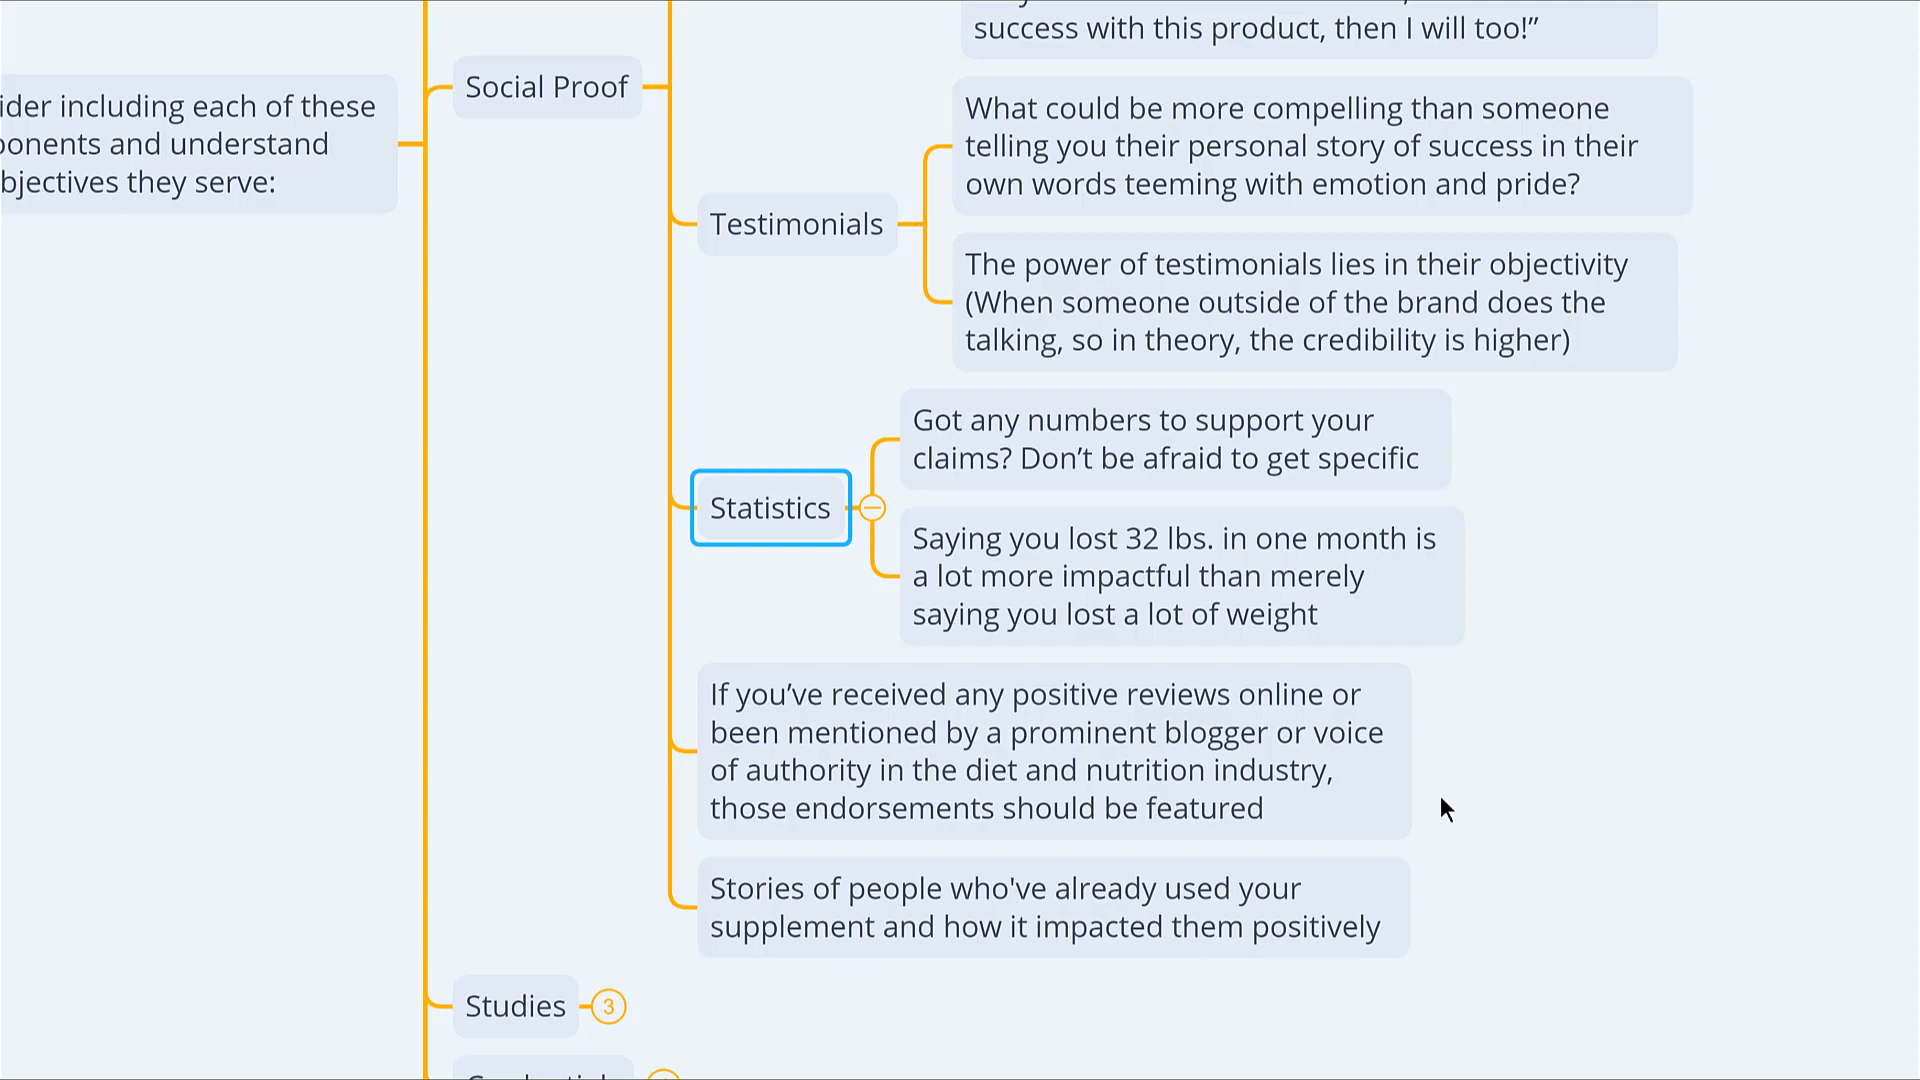 success with this product, then I will too!”
Social Proof
ider including each of these
ponents and understand
bjectives they serve:
What could be more compelling than someone
telling you their personal story of success in their
own words teeming with emotion and pride?
Testimonials
The power of testimonials lies in their objectivity
(When someone outside of the brand does the
talking, so in theory, the credibility is higher)
Got any numbers to support your
claims? Don’t be afraid to get specific
Statistics
Saying you lost 32 lbs. in one month is
a lot more impactful than merely
saying you lost a lot of weight
If you’ve received any positive reviews online or
been mentioned by a prominent blogger or voice
of authority in the diet and nutrition industry,
those endorsements should be featured
Stories of people who've already used your
supplement and how it impacted them positively
Studies 3